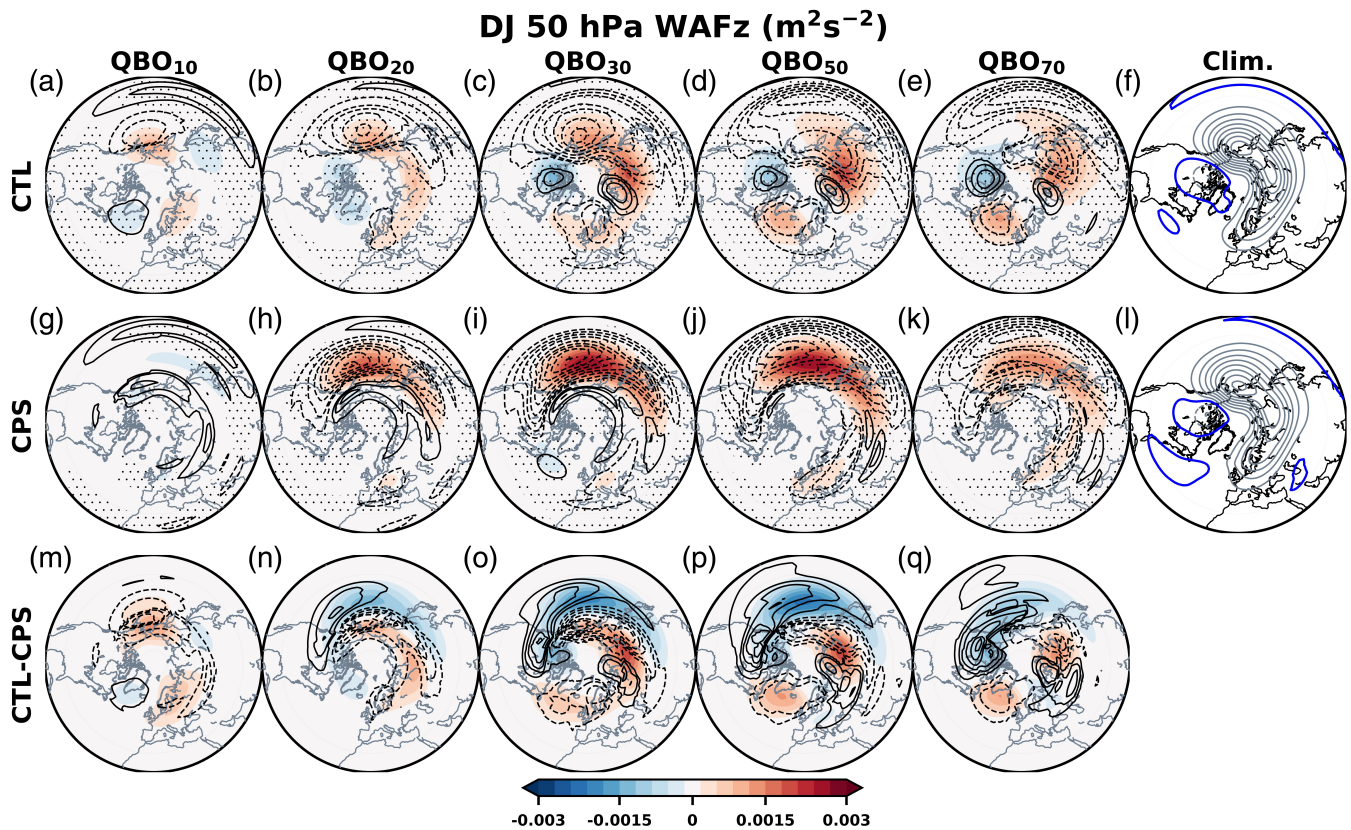 DJ 50 hPa WAFz (m²s⁻²)
QBO₁₀ QBO₂₀ QBO₃₀ QBO₅₀ QBO₇₀ Clim.
(a) (b) (c) (d) (e) (f)
CTL
(g) (h) (i) (j) (k) (l)
CPS
(m) (n) (o) (p) (q)
CTL-CPS
-0.003 -0.0015 0 0.0015 0.003